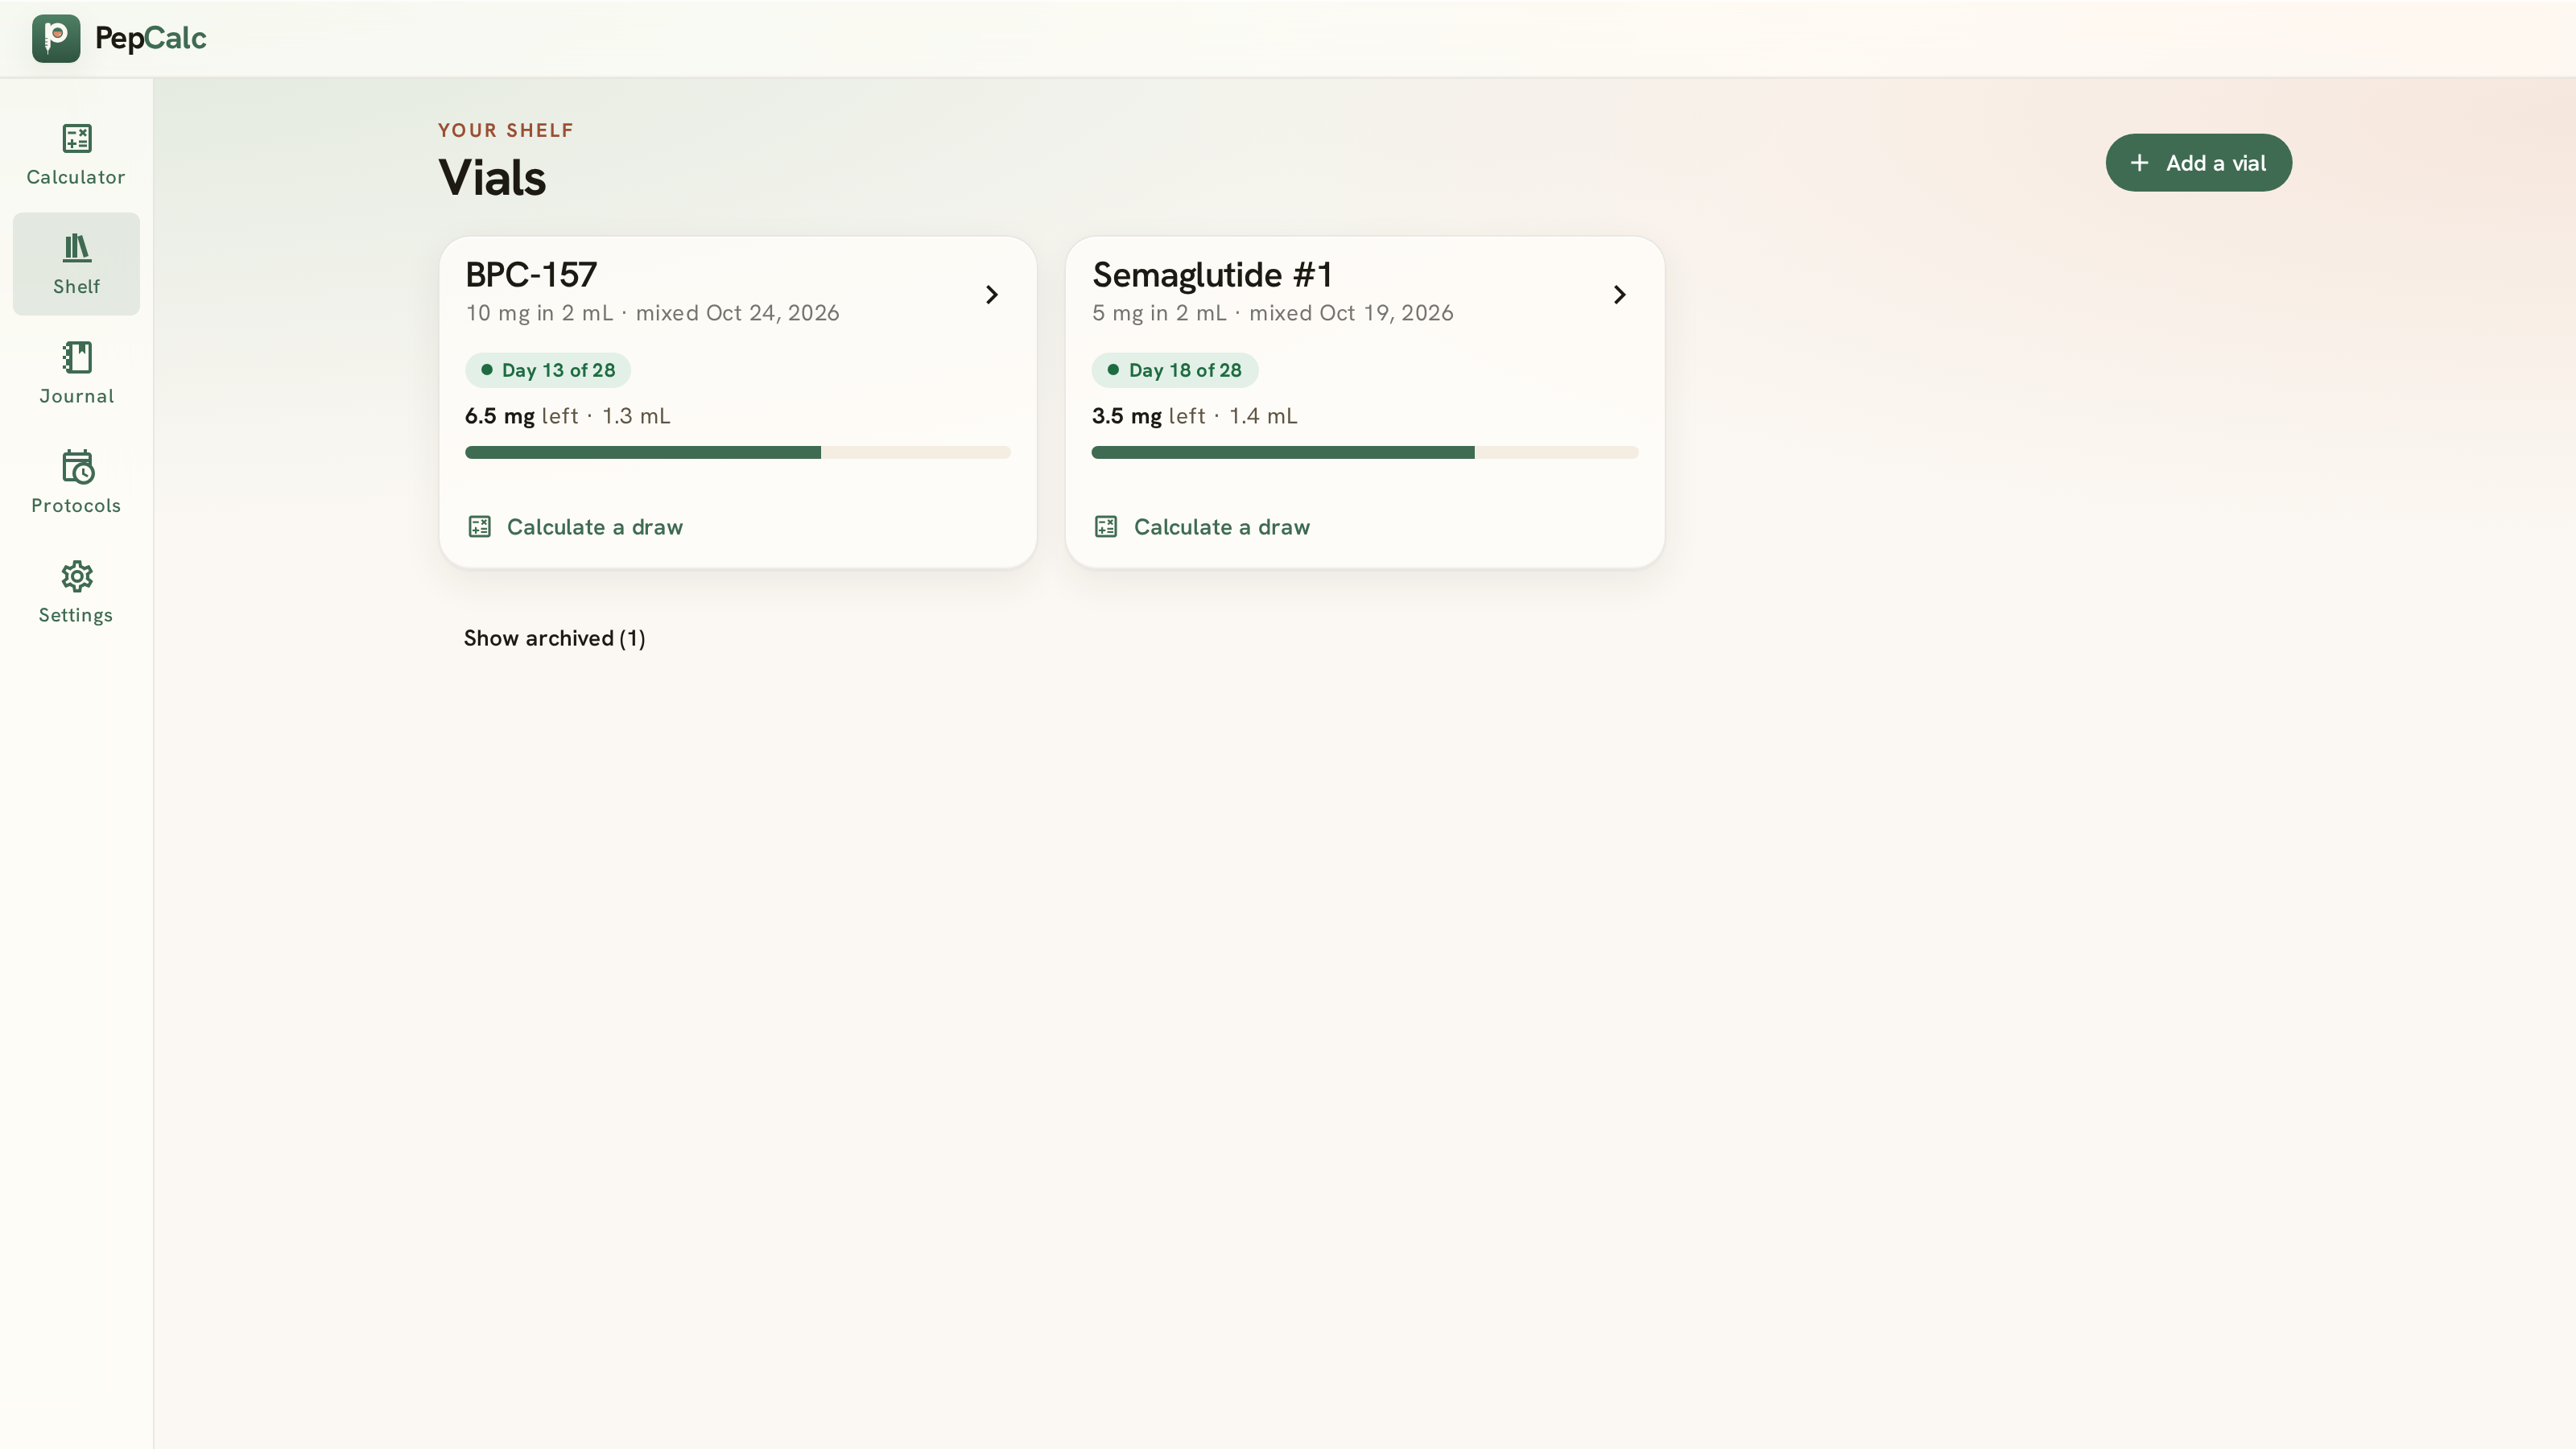 PepCalc
Calculator
Shelf
Journal
Protocols
Settings
YOUR SHELF
Vials
Add a vial
BPC-157
10 mg in 2 mL · mixed Oct 24, 2026
Day 13 of 28
6.5 mg left · 1.3 mL
Calculate a draw
Semaglutide #1
5 mg in 2 mL · mixed Oct 19, 2026
Day 18 of 28
3.5 mg left · 1.4 mL
Calculate a draw
Show archived (1)